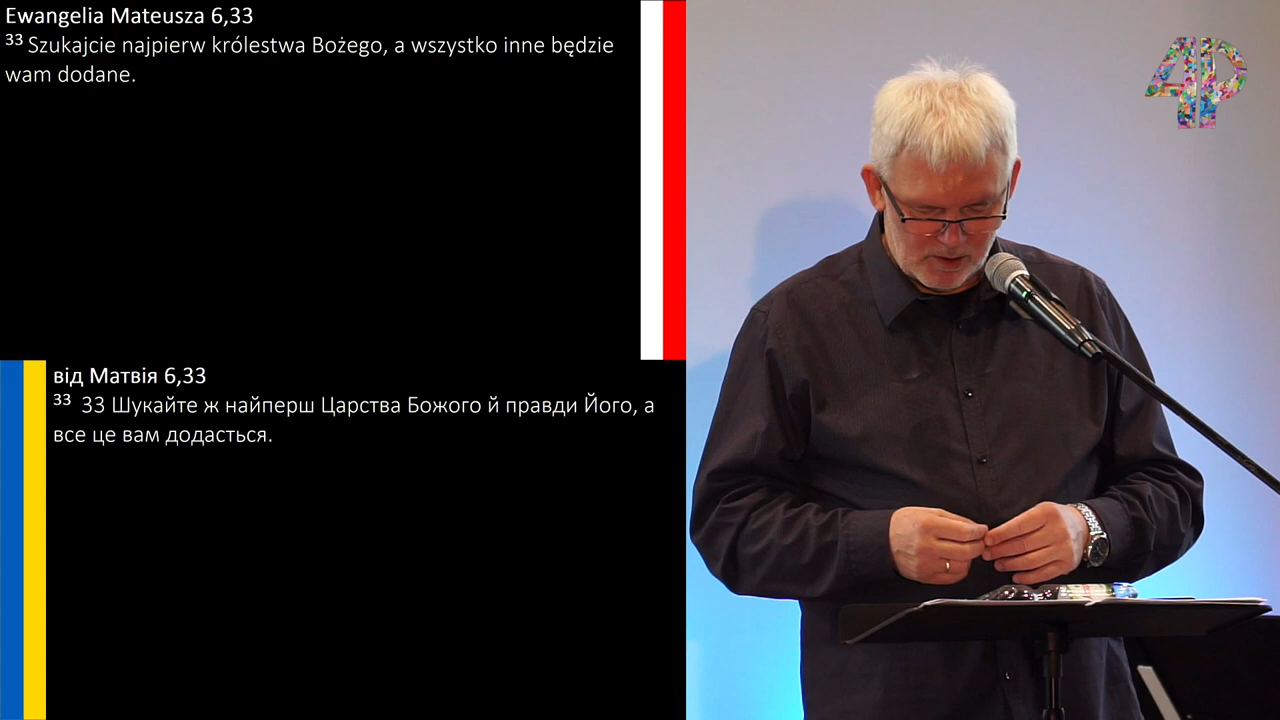 Ewangelia Mateusza 6,33
33 Szukajcie najpierw królestwa Bożego, a wszystko inne będzie
wam dodane.
від Матвія 6,33
33 33 Шукайте ж найперш Царства Божого й правди Його, а
все це вам додасться.
4P